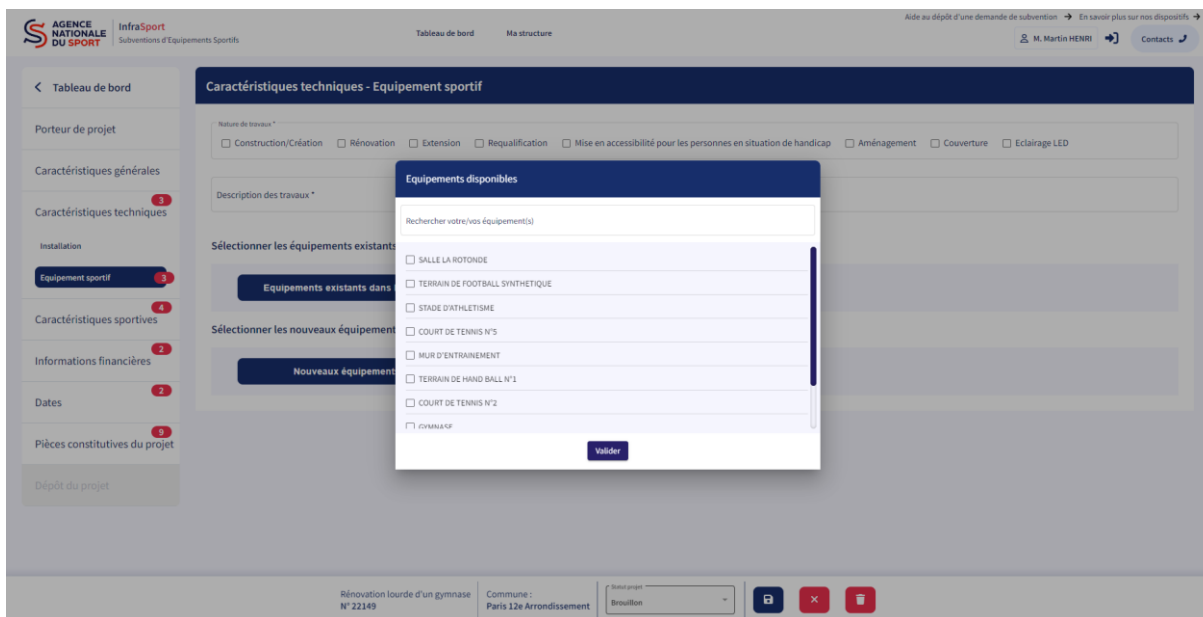 Aide au dépôt d'une demande de subvention → En savoir plus sur nos dispositifs →
AGENCE
NATIONALE
DU SPORT
InfraSport
Subventions d'Equipements Sportifs
Tableau de bord
Ma structure
M. Martin HENRI
Contacts
Tableau de bord
Porteur de projet
Caractéristiques générales
3
Caractéristiques techniques
Installation
Equipement sportif
3
4
Caractéristiques sportives
2
Informations financières
2
Dates
9
Pièces constitutives du projet
Dépôt du projet
Caractéristiques techniques - Equipement sportif
Nature de travaux *
Construction/Création Rénovation Extension Requalification Mise en accessibilité pour les personnes en situation de handicap Aménagement Couverture Eclairage LED
Description des travaux *
Sélectionner les équipements existants
Equipements existants dans
Sélectionner les nouveaux équipement
Nouveaux équipement
Equipements disponibles
Rechercher votre/vos équipement(s)
SALLE LA ROTONDE
TERRAIN DE FOOTBALL SYNTHETIQUE
STADE D'ATHLETISME
COURT DE TENNIS N°5
MUR D'ENTRAINEMENT
TERRAIN DE HAND BALL N°1
COURT DE TENNIS N°2
GYMNASE
Valider
Rénovation lourde d'un gymnase
N° 22149
Commune :
Paris 12e Arrondissement
Statut projet
Brouillon